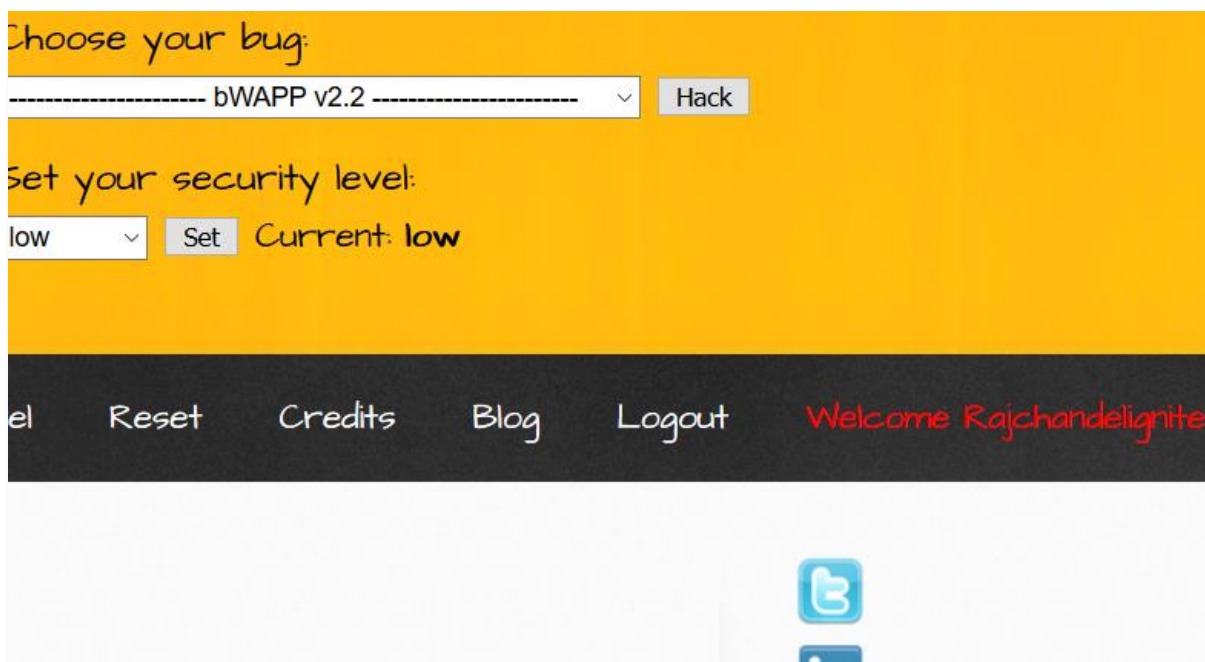 Choose your bug:
---------------------- bWAPP v2.2 ----------------------- Hack
Set your security level:
low Set Current: low
el Reset Credits Blog Logout Welcome Rajchandelignite